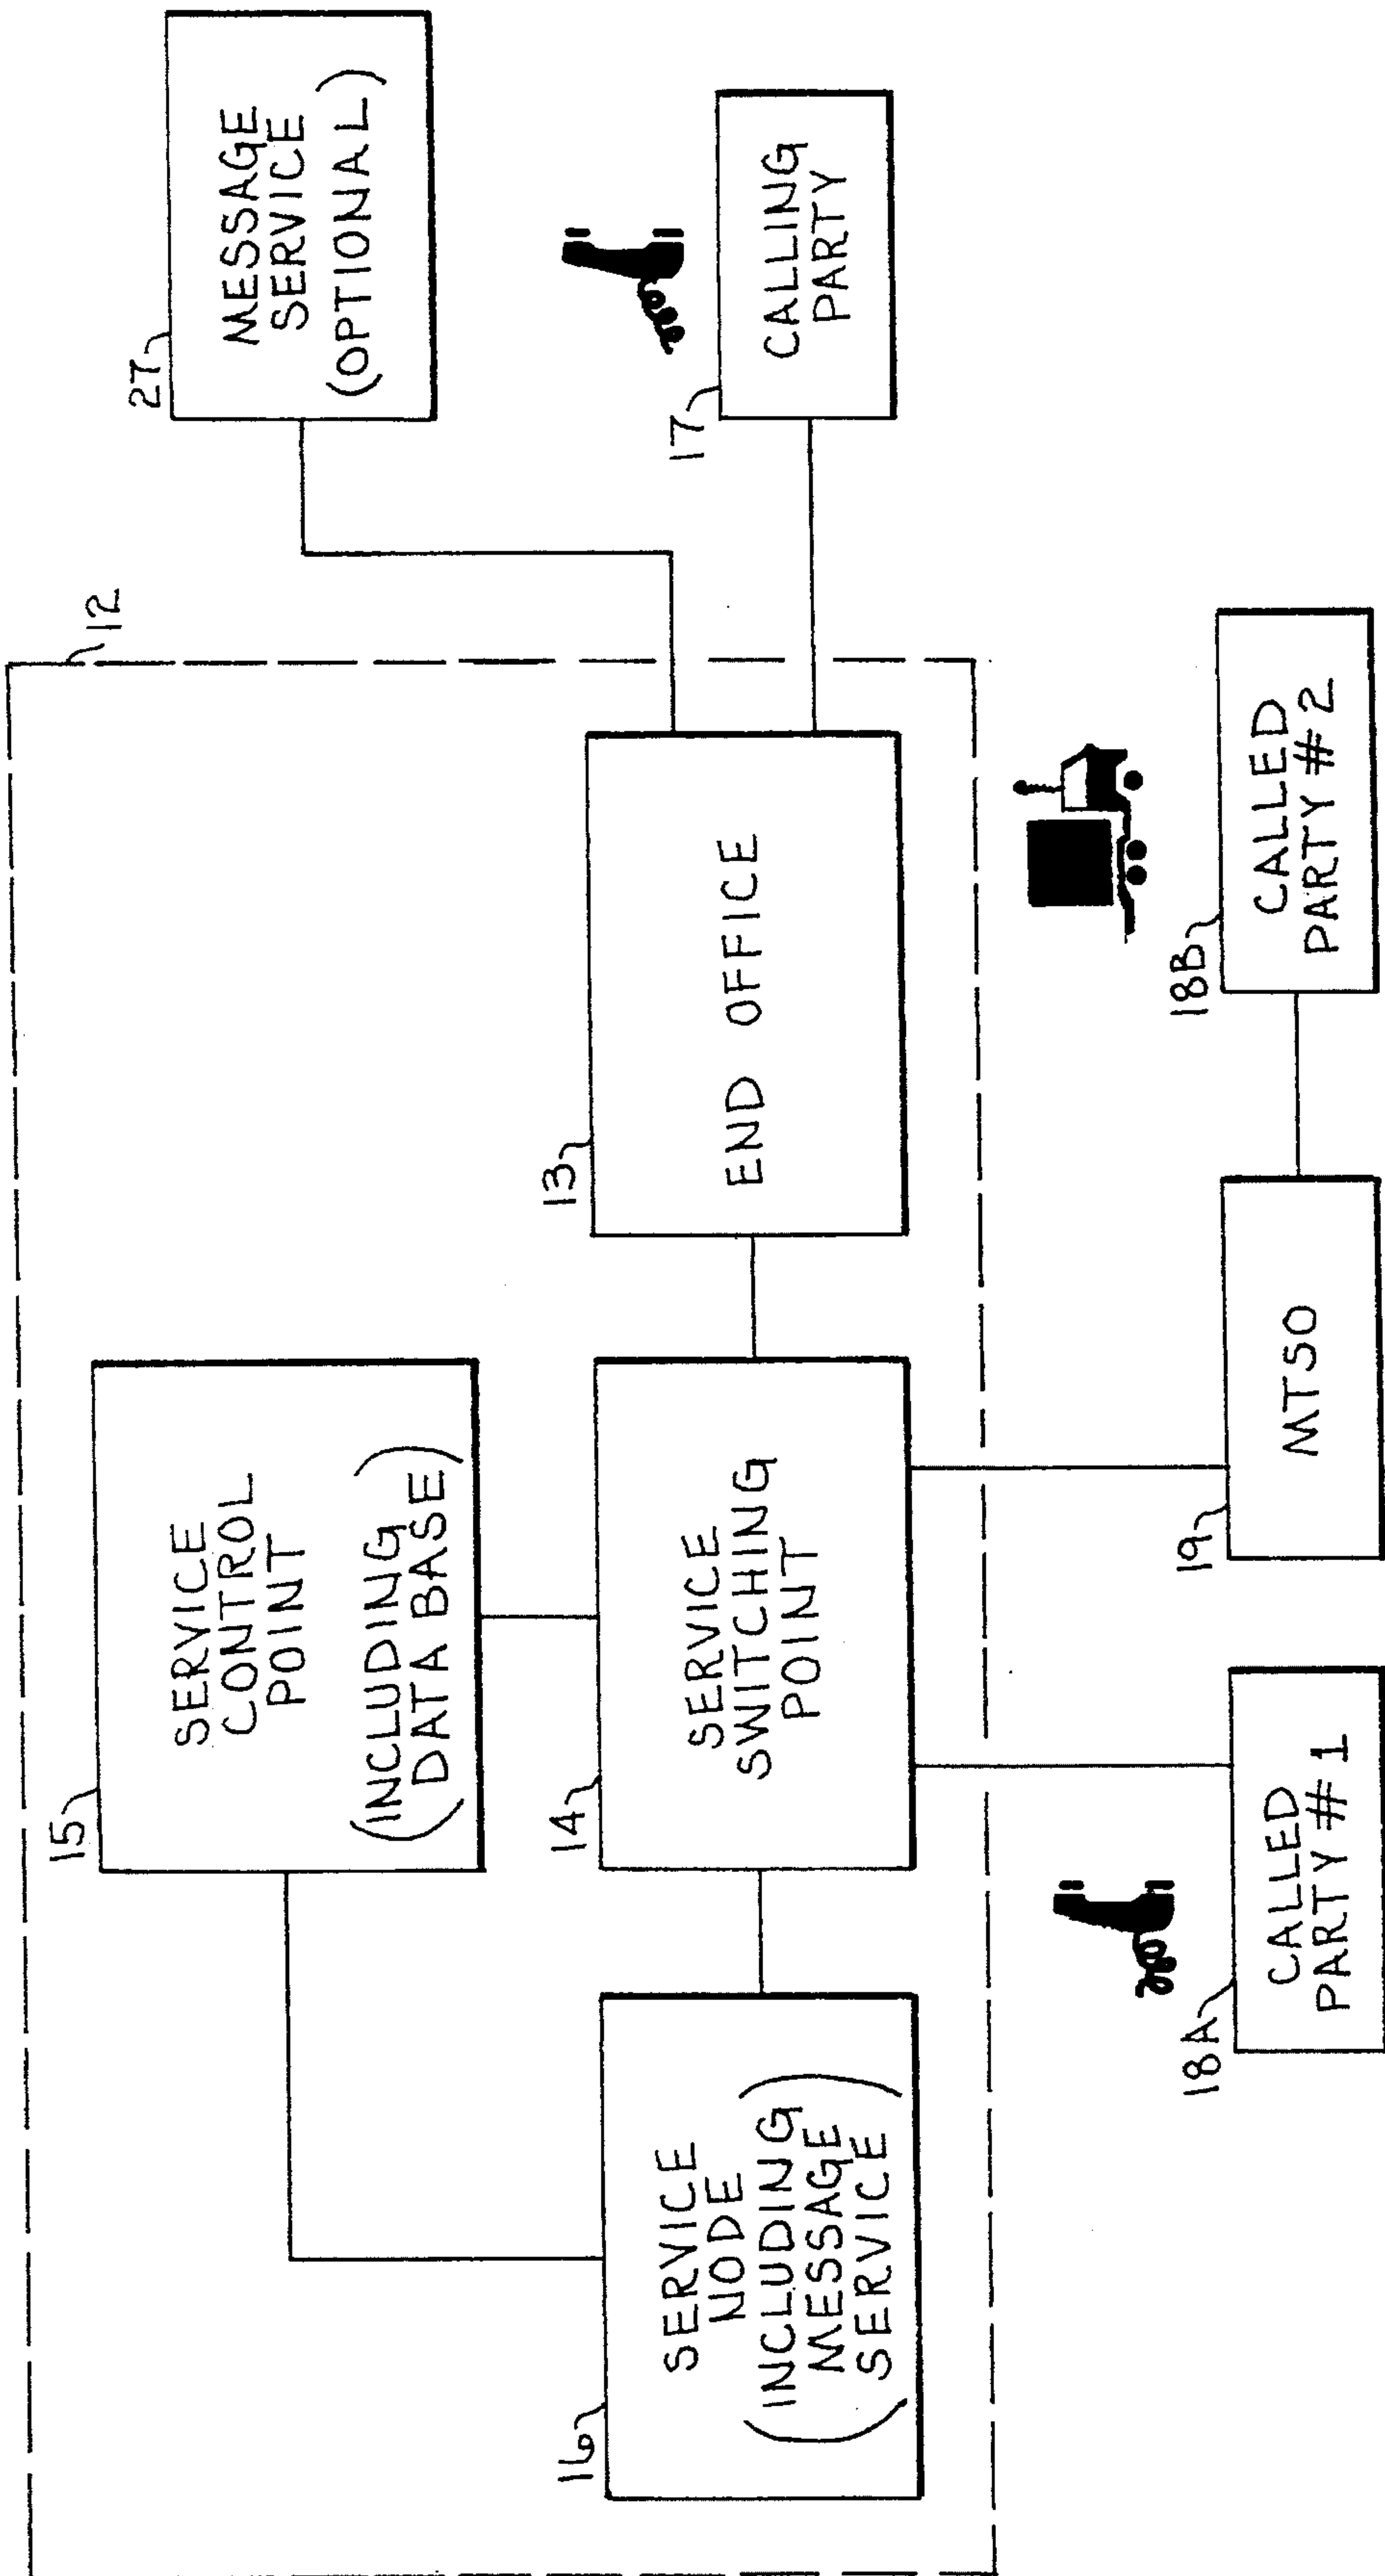 12
15
SERVICE
CONTROL
POINT
(INCLUDING
DATA BASE)
27
MESSAGE
SERVICE
(OPTIONAL)
16
SERVICE
NODE
(INCLUDING
MESSAGE
SERVICE)
14
SERVICE
SWITCHING
POINT
13
END OFFICE
17
CALLING
PARTY
18A
CALLED
PARTY # 1
19
MTSO
18B
CALLED
PARTY # 2